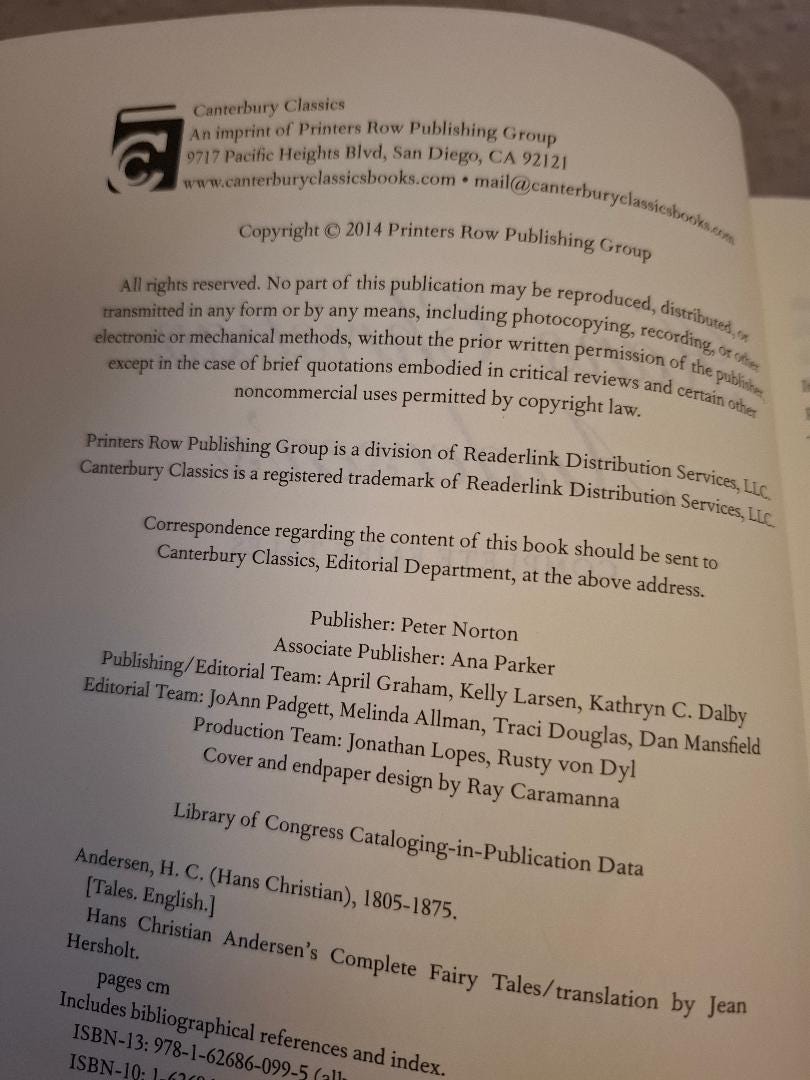 Canterbury Classics
An imprint of Printers Row Publishing Group
9717 Pacific Heights Blvd, San Diego, CA 92121
www.canterburyclassicsbooks.com • mail@canterburyclassicsbooks.com
Copyright © 2014 Printers Row Publishing Group
All rights reserved. No part of this publication may be reproduced, distributed, or
transmitted in any form or by any means, including photocopying, recording, or other
electronic or mechanical methods, without the prior written permission of the publisher,
except in the case of brief quotations embodied in critical reviews and certain other
noncommercial uses permitted by copyright law.
Printers Row Publishing Group is a division of Readerlink Distribution Services, LLC.
Canterbury Classics is a registered trademark of Readerlink Distribution Services, LLC.
Correspondence regarding the content of this book should be sent to
Canterbury Classics, Editorial Department, at the above address.
Publisher: Peter Norton
Associate Publisher: Ana Parker
Publishing/Editorial Team: April Graham, Kelly Larsen, Kathryn C. Dalby
Editorial Team: JoAnn Padgett, Melinda Allman, Traci Douglas, Dan Mansfield
Production Team: Jonathan Lopes, Rusty von Dyl
Cover and endpaper design by Ray Caramanna
Library of Congress Cataloging-in-Publication Data
Andersen, H. C. (Hans Christian), 1805-1875.
[Tales. English.]
Hans Christian Andersen's Complete Fairy Tales/translation by Jean
Hersholt.
pages cm
Includes bibliographical references and index.
ISBN-13: 978-1-62686-099-5
ISBN-10: